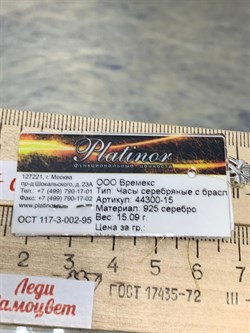 Platinor
функциональные ценности
127221, г. Москва
пр-д Шокальского, д. 23А
Тел: +7 (499) 790-17-01
Факс: +7 (499) 790-17-02
www.platinor
ОСТ 117-3-002-95
ООО Времекс
Тип: Часы серебряные с брасл
Артикул: 44300-15
Материал: 925 серебро
Вес: 15.09 г.
Цена за гр.:
Леди
Самоцвет
ГОСТ 17435-72